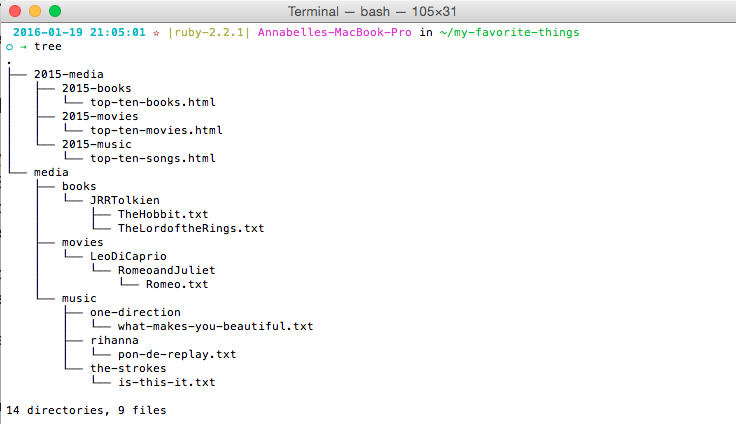 Terminal — bash — 105×31
2016-01-19 21:05:01 ☆ |ruby-2.2.1| Annabelles-MacBook-Pro in ~/my-favorite-things
○ → tree
.
├── 2015-media
│   ├── 2015-books
│   │   └── top-ten-books.html
│   ├── 2015-movies
│   │   └── top-ten-movies.html
│   └── 2015-music
│       └── top-ten-songs.html
└── media
    ├── books
    │   └── JRRTolkien
    │       ├── TheHobbit.txt
    │       └── TheLordoftheRings.txt
    ├── movies
    │   └── LeoDiCaprio
    │       └── RomeoandJuliet
    │           └── Romeo.txt
    └── music
        ├── one-direction
        │   └── what-makes-you-beautiful.txt
        ├── rihanna
        │   └── pon-de-replay.txt
        └── the-strokes
            └── is-this-it.txt

14 directories, 9 files